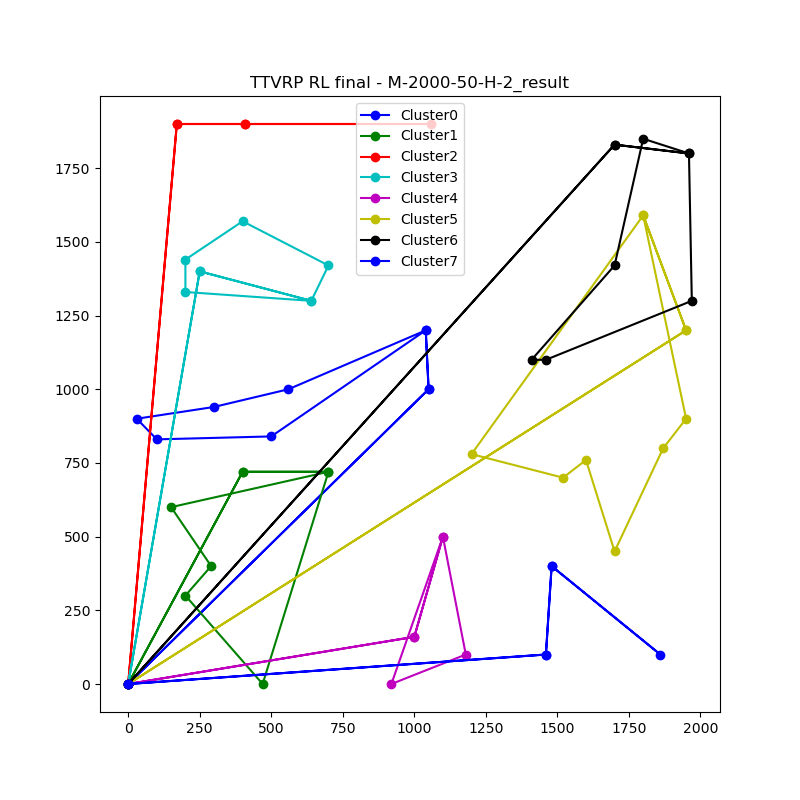 TTVRP RL final - M-2000-50-H-2_result
Cluster0
Cluster1
Cluster2
Cluster3
Cluster4
Cluster5
Cluster6
Cluster7
1750
1500
1250
1000
750
500
250
0
0 250 500 750 1000 1250 1500 1750 2000